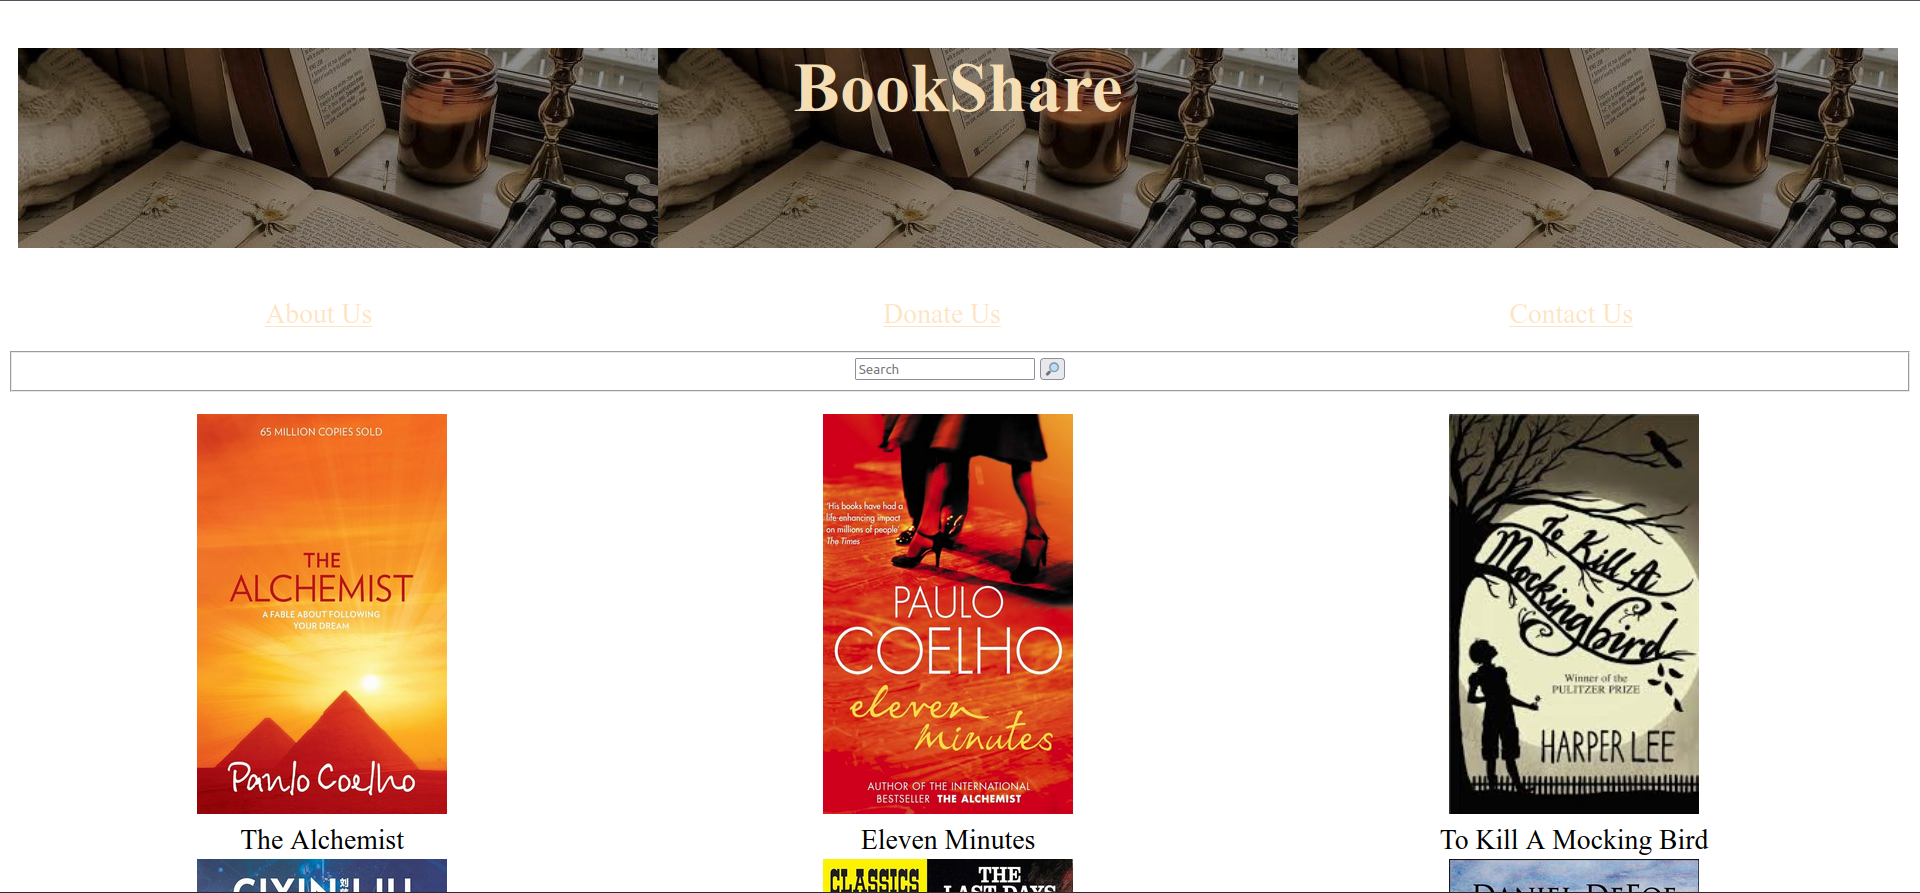 BookShare
About Us
Donate Us
Contact Us
Search
65 MILLION COPIES SOLD
THE
ALCHEMIST
A FABLE ABOUT FOLLOWING
YOUR DREAM
Paulo Coelho
The Alchemist
'His books have had a
life-enhancing impact
on millions of people'
The Times
PAULO
COELHO
eleven
minutes
AUTHOR OF THE INTERNATIONAL
BESTSELLER THE ALCHEMIST
Eleven Minutes
To Kill A
Mockingbird
Winner of the
PULITZER PRIZE
HARPER LEE
To Kill A Mocking Bird
CIXIN LIU
CLASSICS
THE
LAST DAYS
DANIEL DEFOE